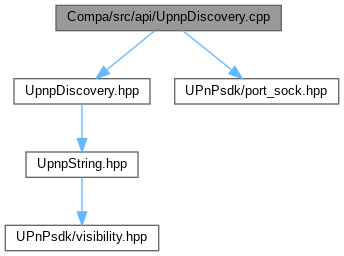 Compa/src/api/UpnpDiscovery.cpp
UpnpDiscovery.hpp
UPnPsdk/port_sock.hpp
UpnpString.hpp
UPnPsdk/visibility.hpp